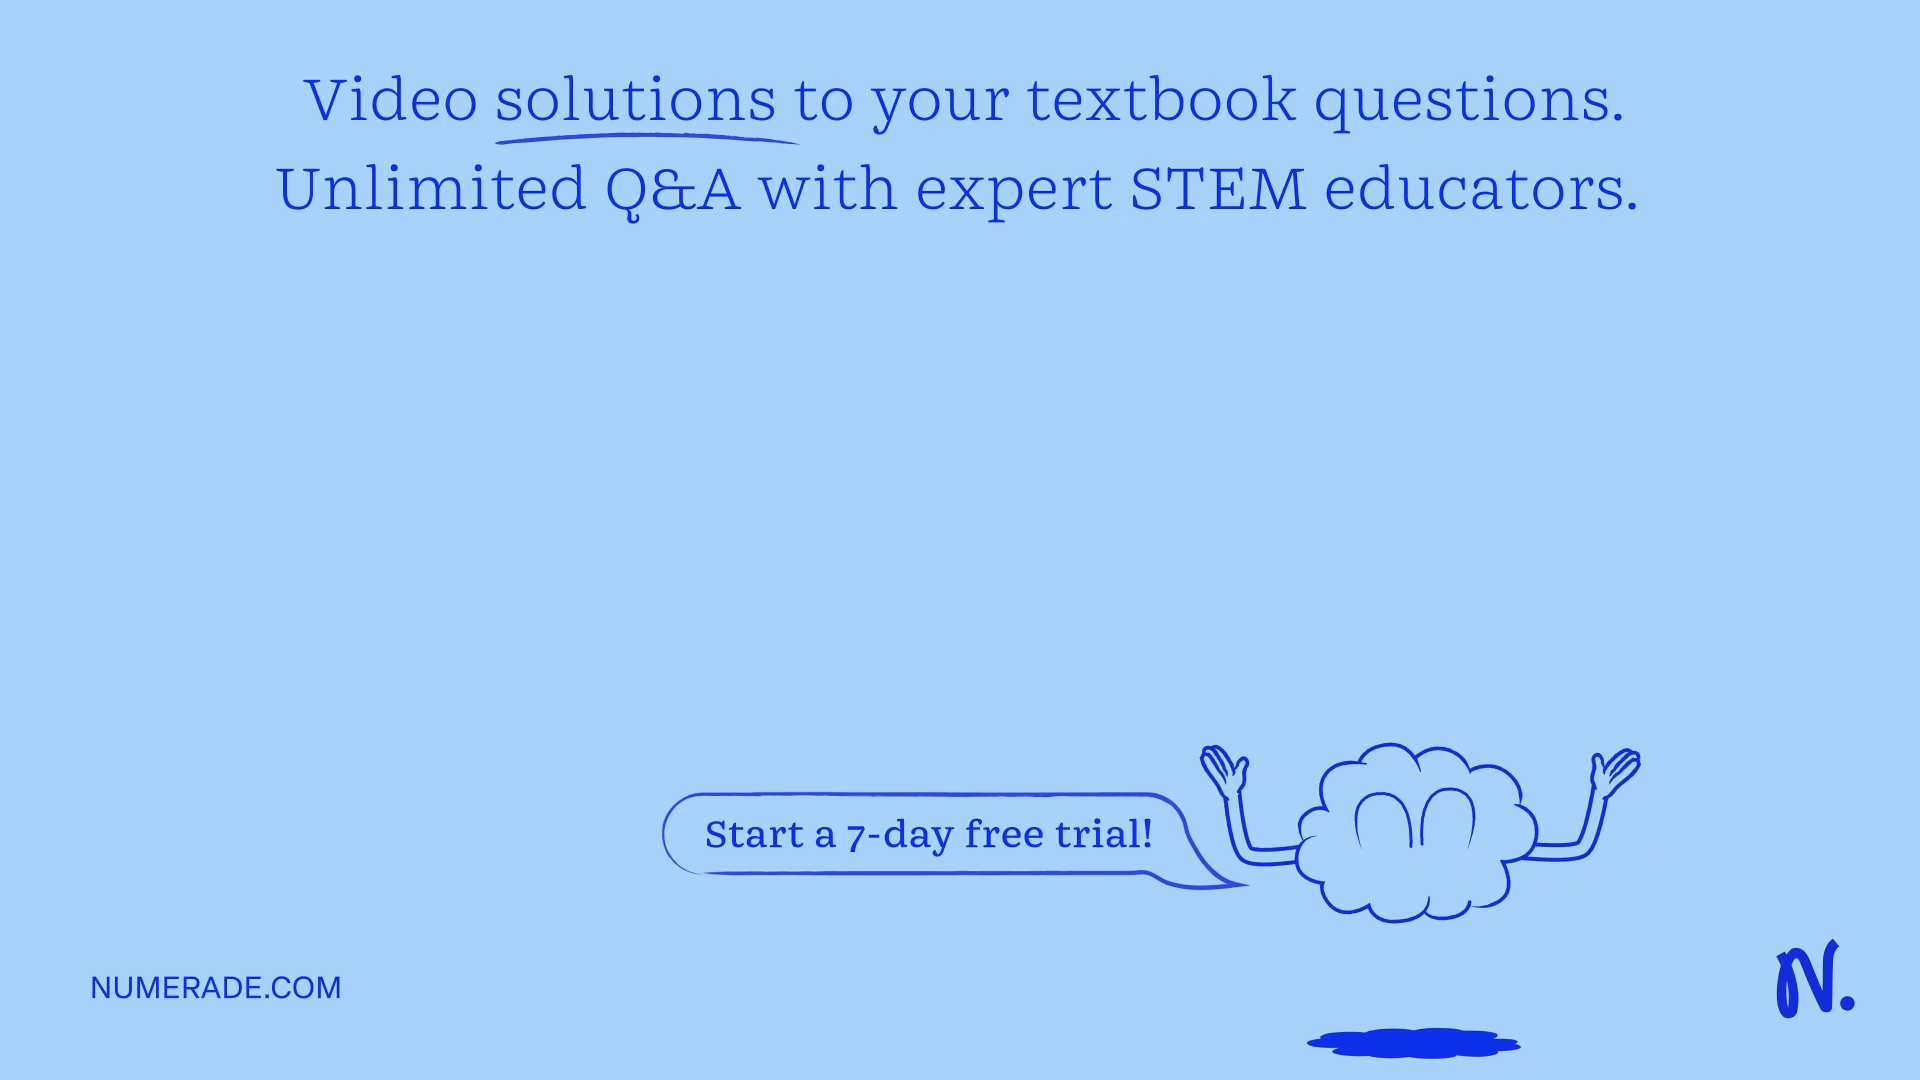 Video solutions to your textbook questions.
Unlimited Q&A with expert STEM educators.
Start a 7-day free trial!
NUMERADE.COM
N.